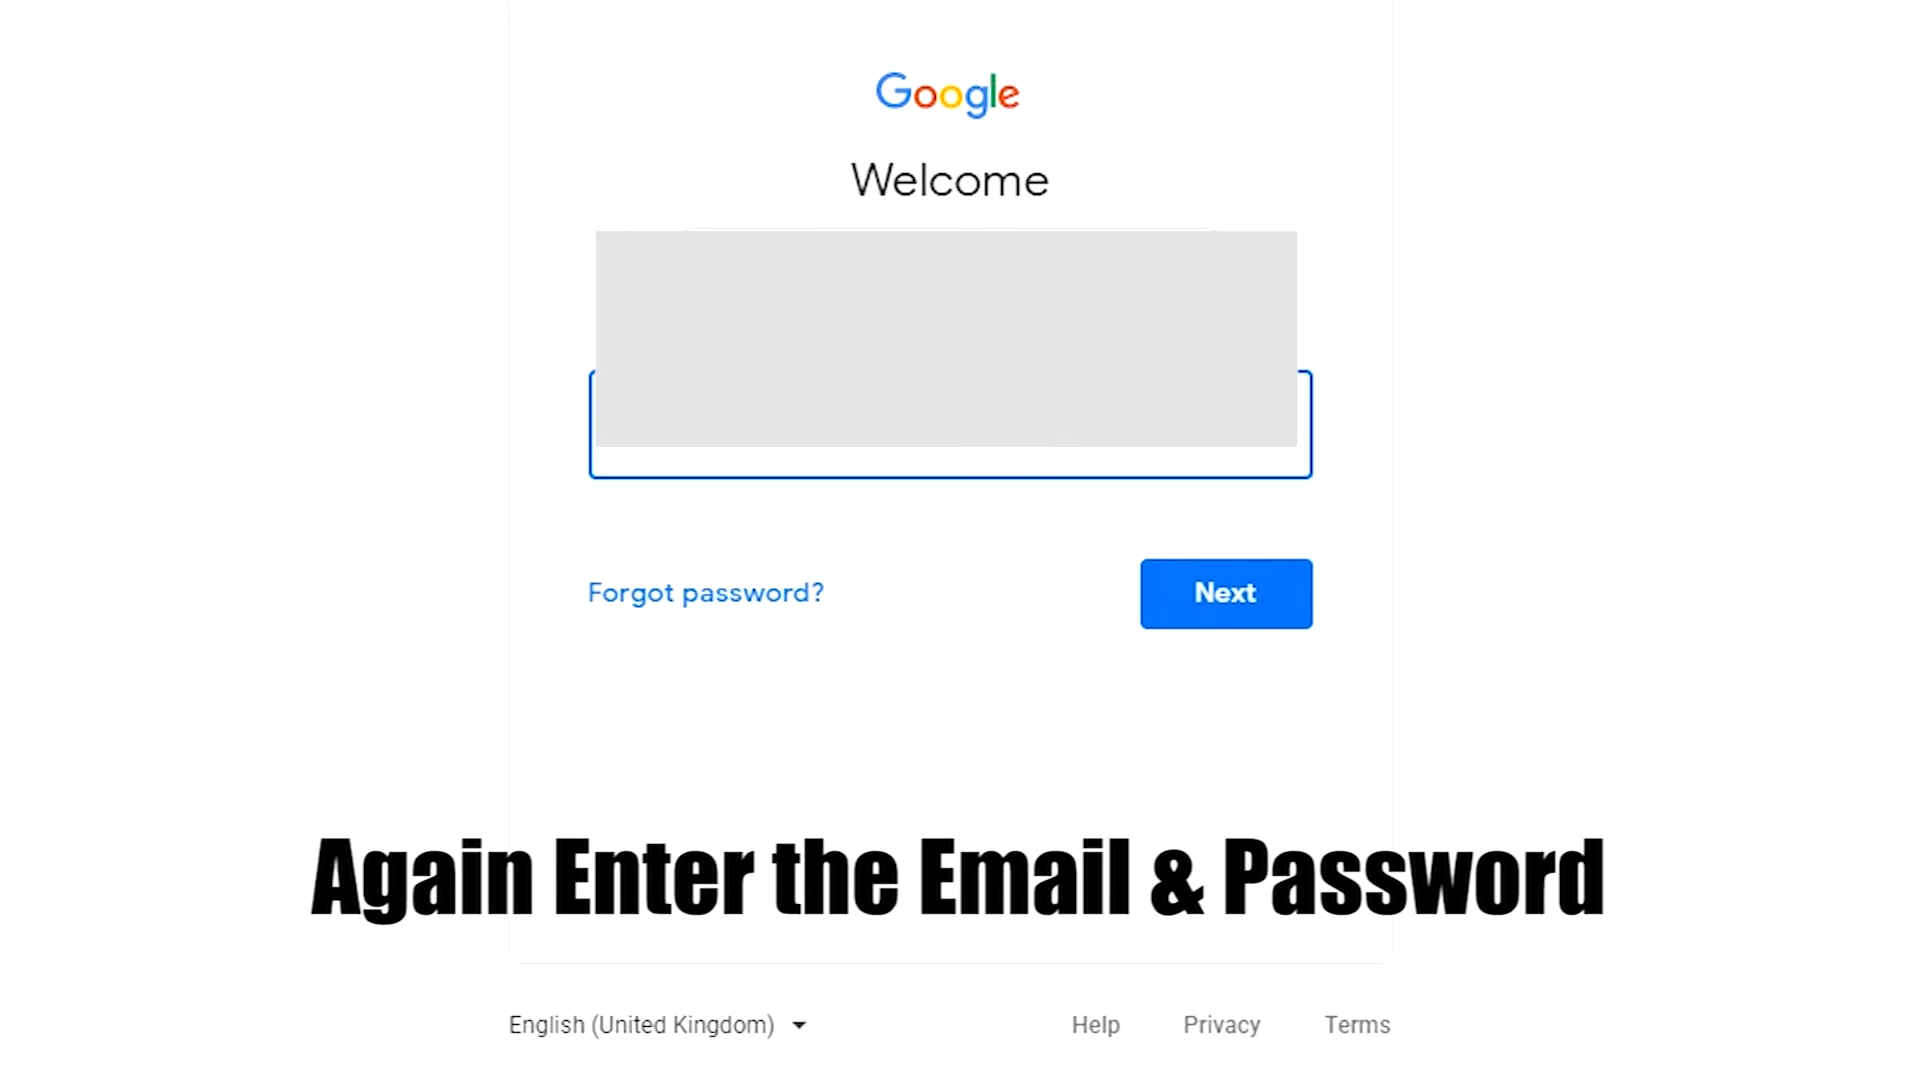 Google
Welcome
Forgot password?
Next
Again Enter the Email & Password
English (United Kingdom)
Help Privacy Terms